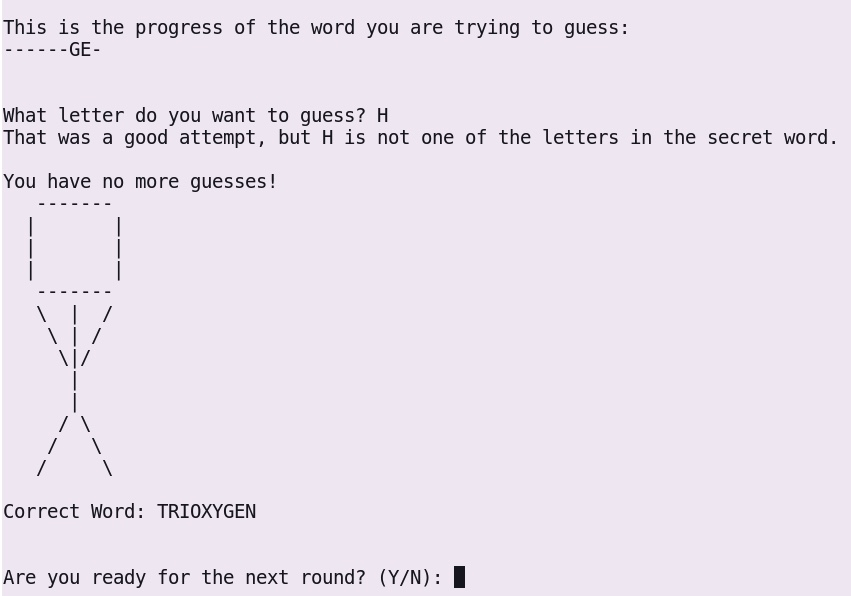 This is the progress of the word you are trying to guess:
------GE-
What letter do you want to guess? H
That was a good attempt, but H is not one of the letters in the secret word.
You have no more guesses!
   -------
  |       |
  |       |
  |       |
   -------
   \  |  /
    \ | /
     \|/
      |
      |
     / \
    /   \
   /     \
Correct Word: TRIOXYGEN
Are you ready for the next round? (Y/N):